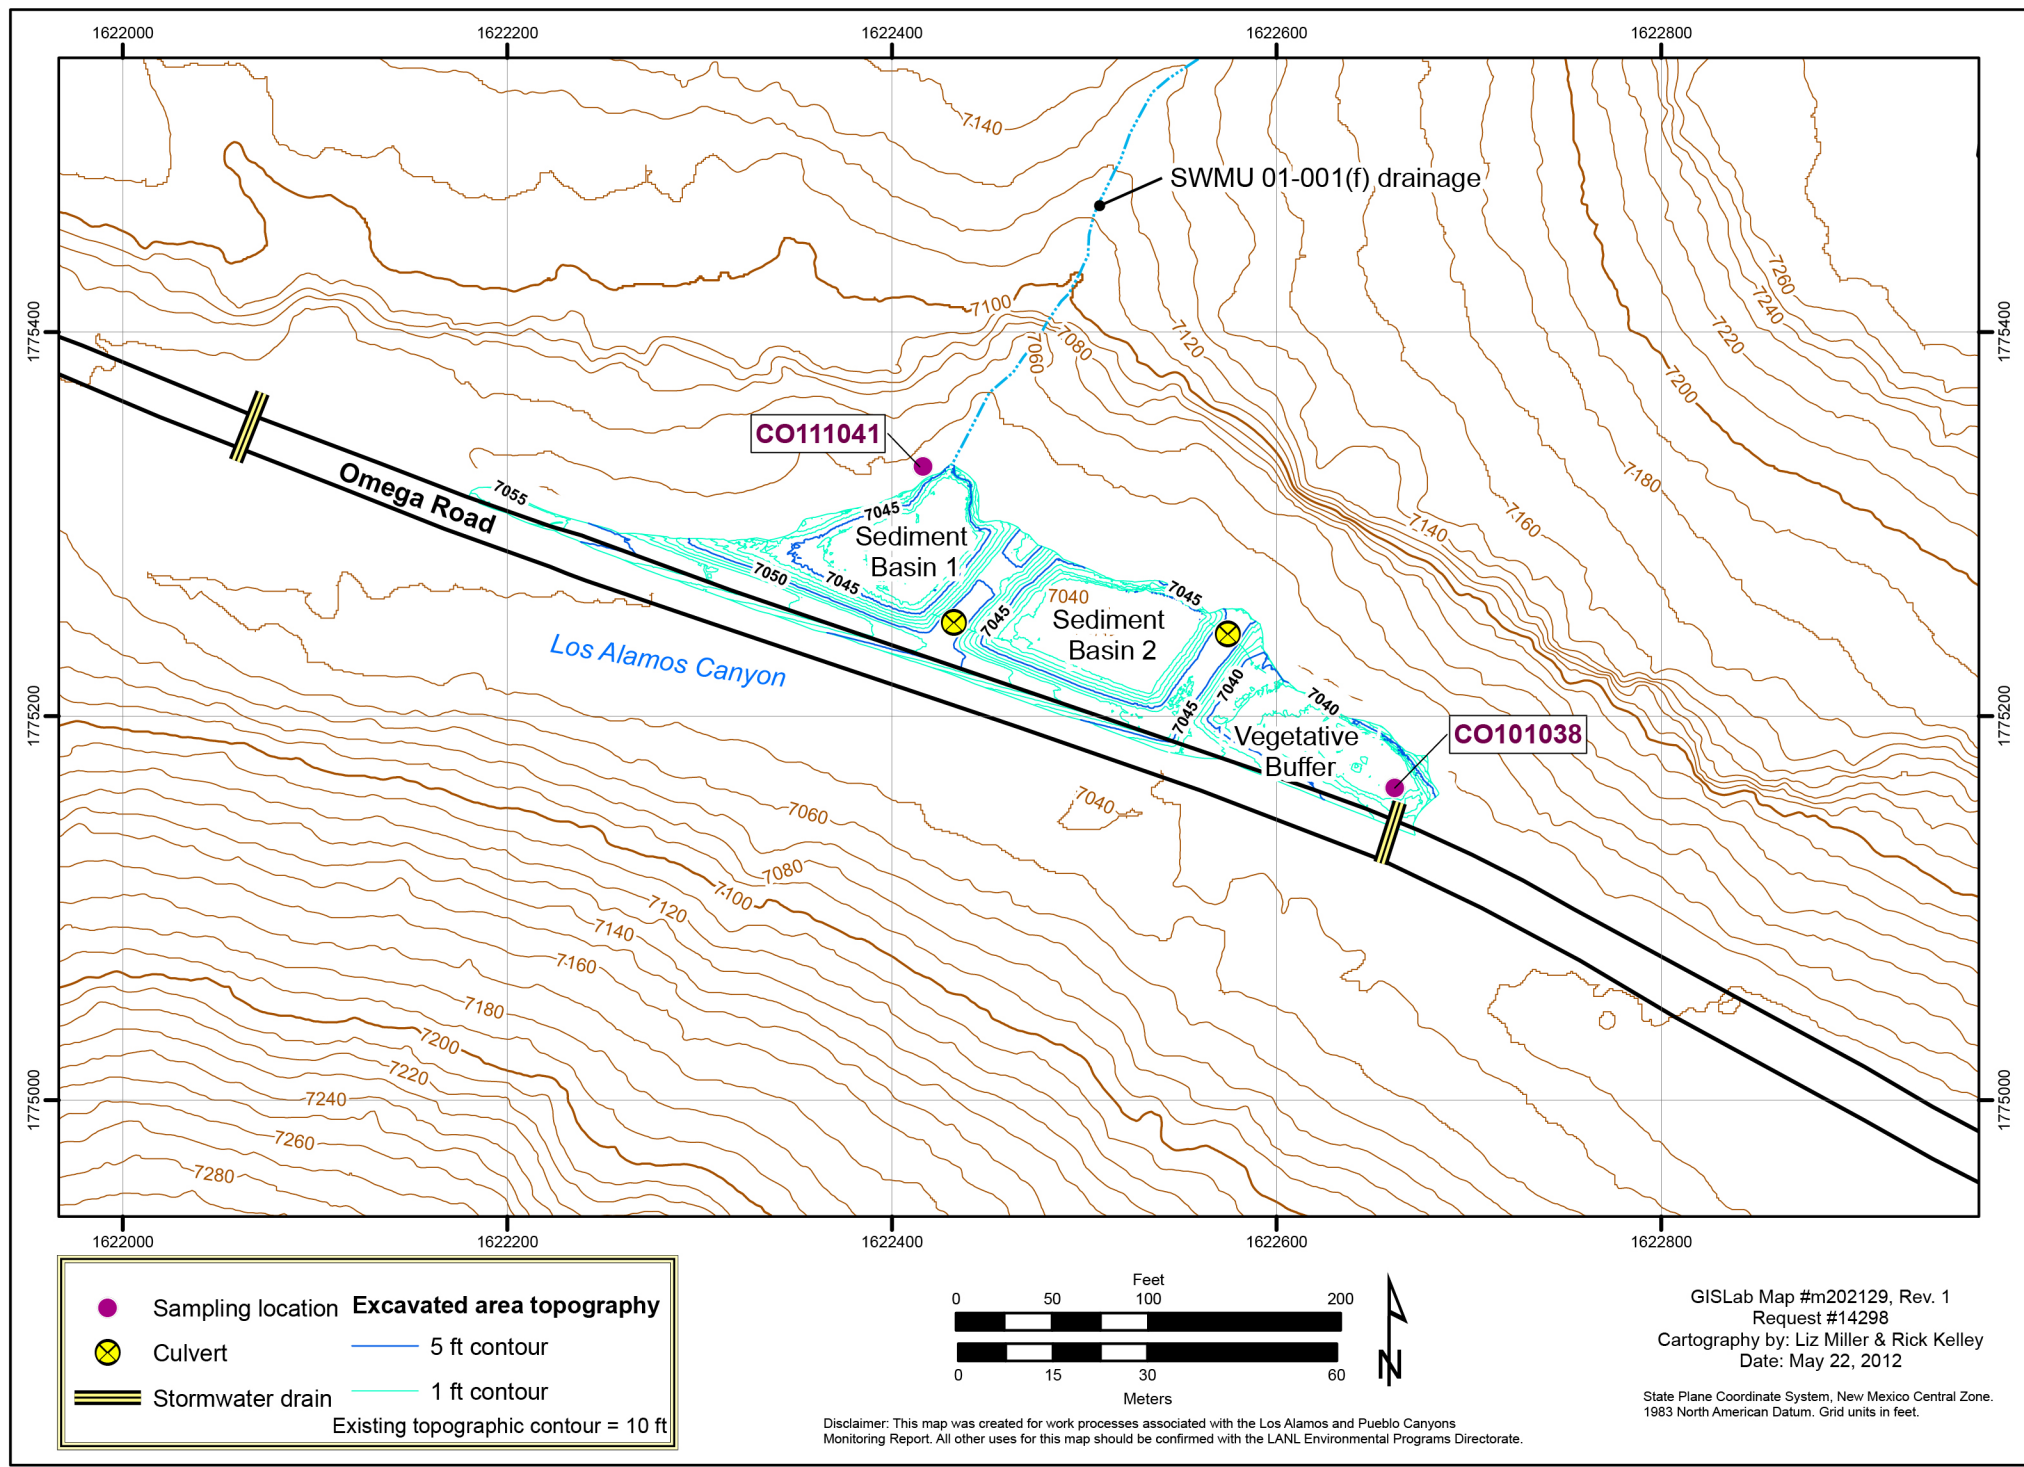 1622000 1622200 1622400 1622600 1622800
7140
SWMU 01-001(f) drainage
7260
7240
7100
7120
7220
1775400
1775400
7080
7060
7200
CO111041
7180
Omega Road
7055
7045
7160
7140
Sediment
Basin 1
7050
7045
7045
7040
7045
Sediment
Basin 2
Los Alamos Canyon
7040
7040
7045
1775200
1775200
CO101038
Vegetative
Buffer
7040
7060
7080
7100
7120
7140
7160
7180
7200
7220
7240
1775000
1775000
7260
7280
1622000 1622200 1622400 1622600 1622800
Sampling location
Culvert
Stormwater drain
Excavated area topography
5 ft contour
1 ft contour
Existing topographic contour = 10 ft
Feet
0 50 100 200
0 15 30 60
Meters
N
Disclaimer: This map was created for work processes associated with the Los Alamos and Pueblo Canyons
Monitoring Report. All other uses for this map should be confirmed with the LANL Environmental Programs Directorate.
GISLab Map #m202129, Rev. 1
Request #14298
Cartography by: Liz Miller & Rick Kelley
Date: May 22, 2012
State Plane Coordinate System, New Mexico Central Zone.
1983 North American Datum. Grid units in feet.